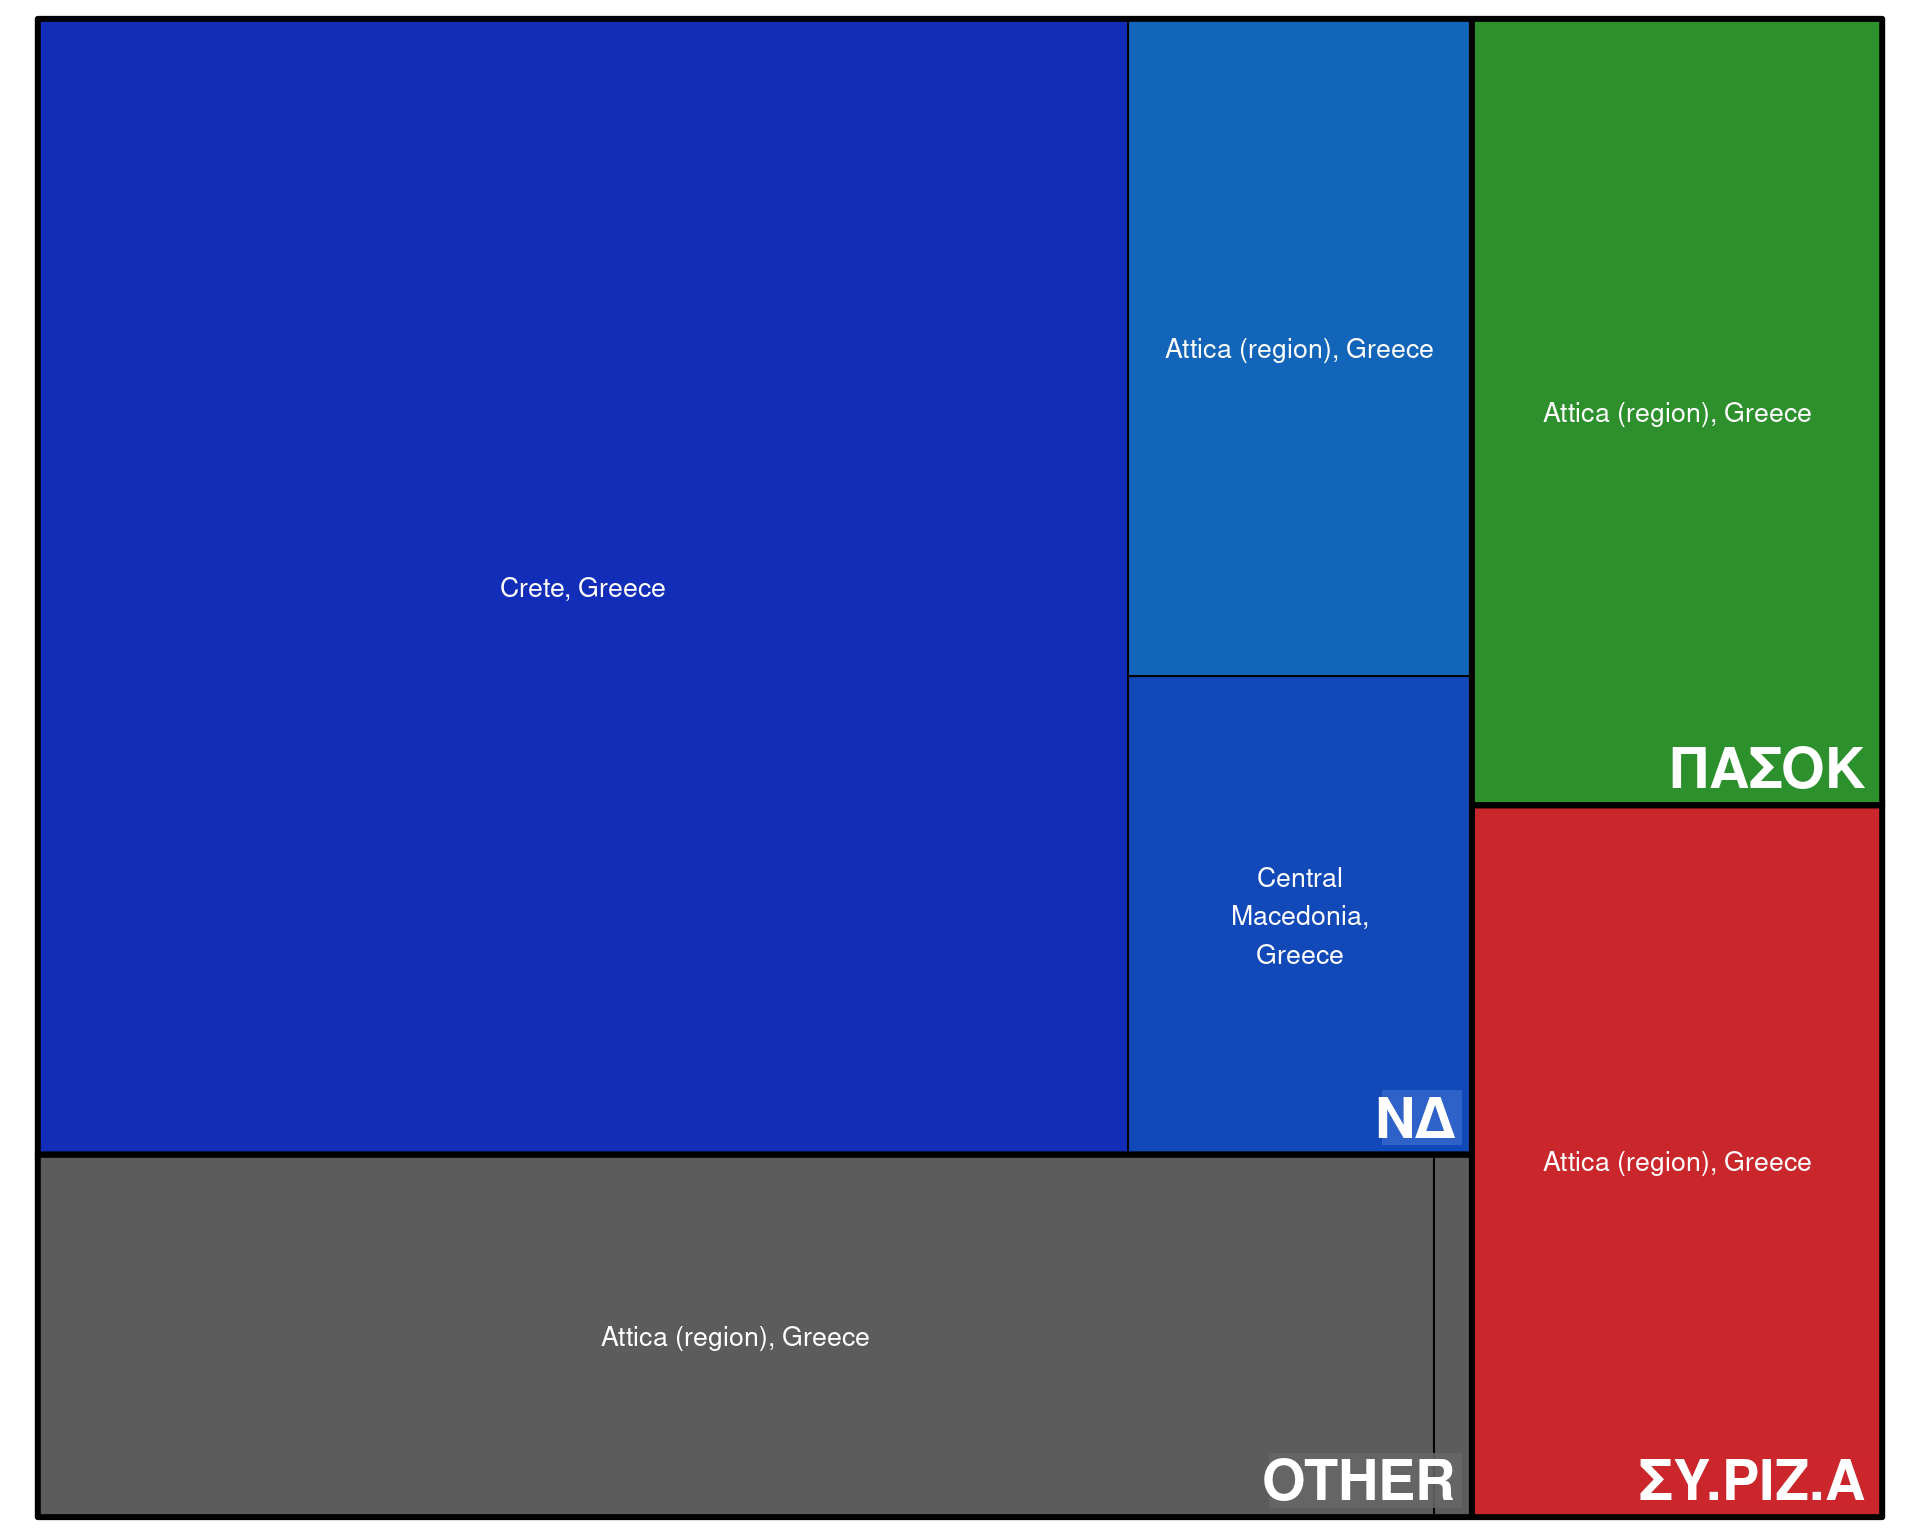 Crete, Greece
Attica (region), Greece
Central
Macedonia,
Greece
ΝΔ
Attica (region), Greece
OTHER
Attica (region), Greece
ΠΑΣΟΚ
Attica (region), Greece
ΣΥ.ΡΙΖ.Α